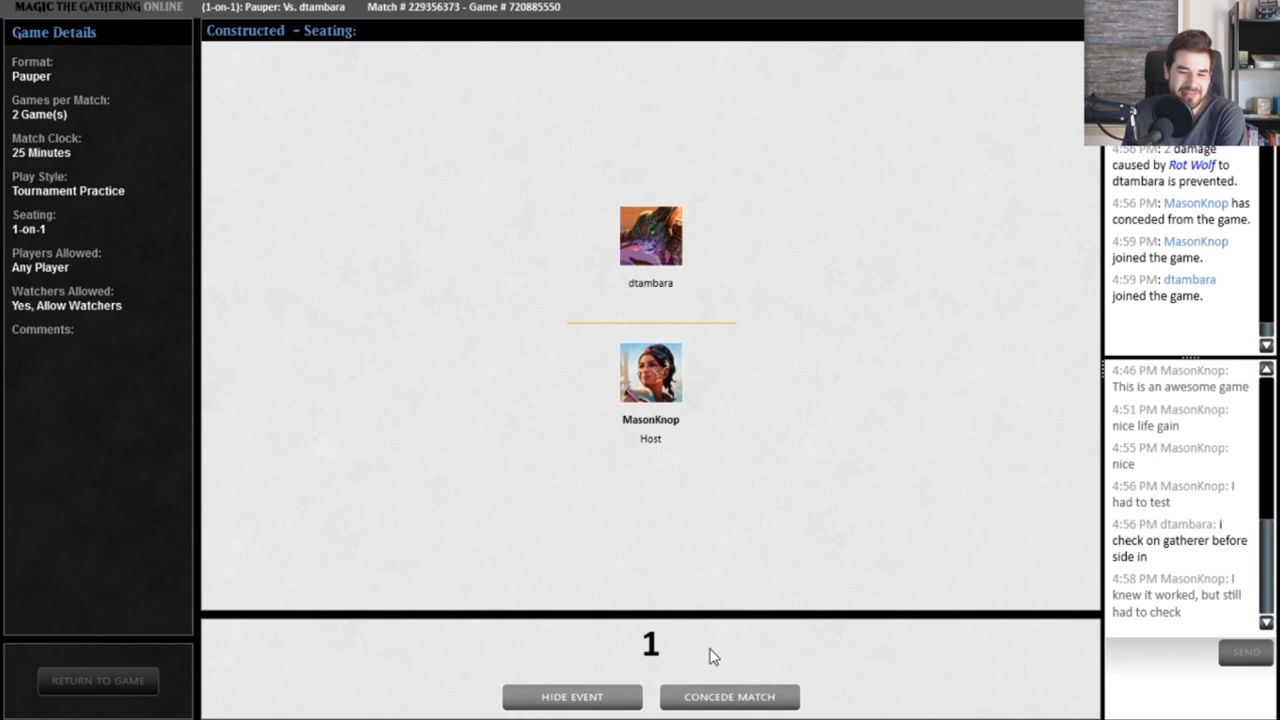 MAGIC THE GATHERING ONLINE
(1-on-1): Pauper: Vs. dtambara Match # 229356373 - Game # 720885550
Game Details
Format:
Pauper
Games per Match:
2 Game(s)
Match Clock:
25 Minutes
Play Style:
Tournament Practice
Seating:
1-on-1
Players Allowed:
Any Player
Watchers Allowed:
Yes, Allow Watchers
Comments:
RETURN TO GAME
Constructed - Seating:
dtambara
MasonKnop
Host
1
HIDE EVENT
CONCEDE MATCH
4:56 PM: 2 damage
caused by Rot Wolf to
dtambara is prevented.
4:56 PM: MasonKnop has
conceded from the game.
4:59 PM: MasonKnop
joined the game.
4:59 PM: dtambara
joined the game.
4:46 PM MasonKnop:
This is an awesome game
4:51 PM MasonKnop:
nice life gain
4:55 PM MasonKnop:
nice
4:56 PM MasonKnop: I
had to test
4:56 PM dtambara: i
check on gatherer before
side in
4:58 PM MasonKnop: I
knew it worked, but still
had to check
SEND